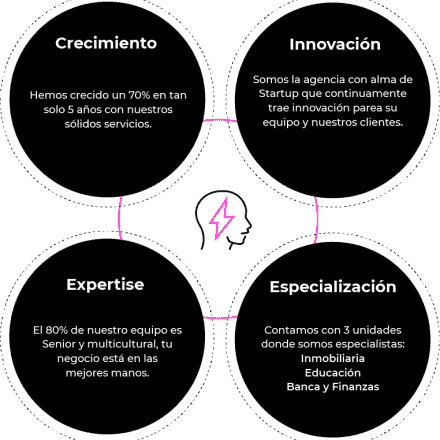 Crecimiento
Hemos crecido un 70% en tan
solo 5 años con nuestros
sólidos servicios.
Innovación
Somos la agencia con alma de
Startup que continuamente
trae innovación parea su
equipo y nuestros clientes.
Expertise
El 80% de nuestro equipo es
Senior y multicultural, tu
negocio está en las
mejores manos.
Especialización
Contamos con 3 unidades
donde somos especialistas:
Inmobiliaria
Educación
Banca y Finanzas